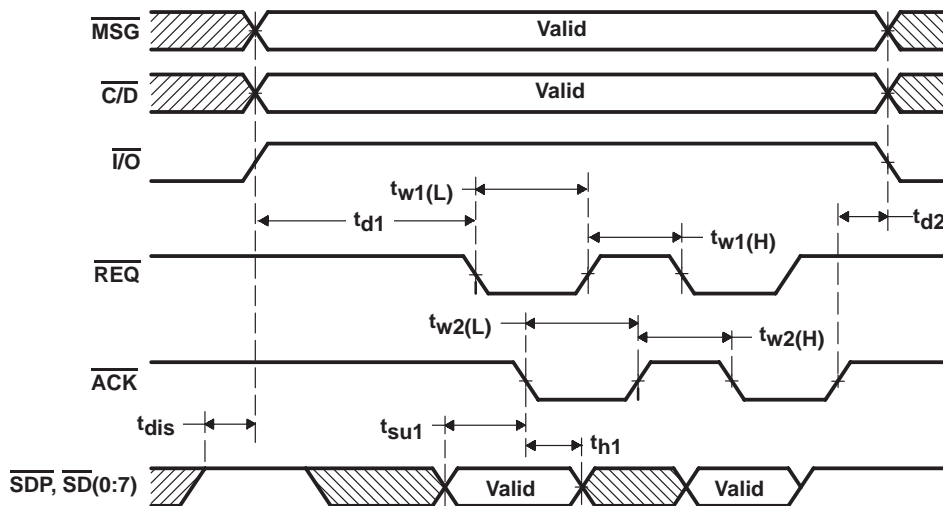 MSG
Valid
C/D
Valid
I/O
tw1(L)
td1
td2
tw1(H)
REQ
tw2(L)
tw2(H)
ACK
tdis
tsu1
th1
SDP, SD(0:7)
Valid
Valid